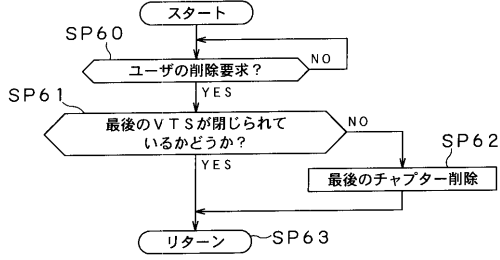 スタート
SP60
ユーザの削除要求？
NO
YES
SP61
最後のＶＴＳが閉じられて
いるかどうか？
NO
YES
SP62
最後のチャプター削除
リターン
SP63